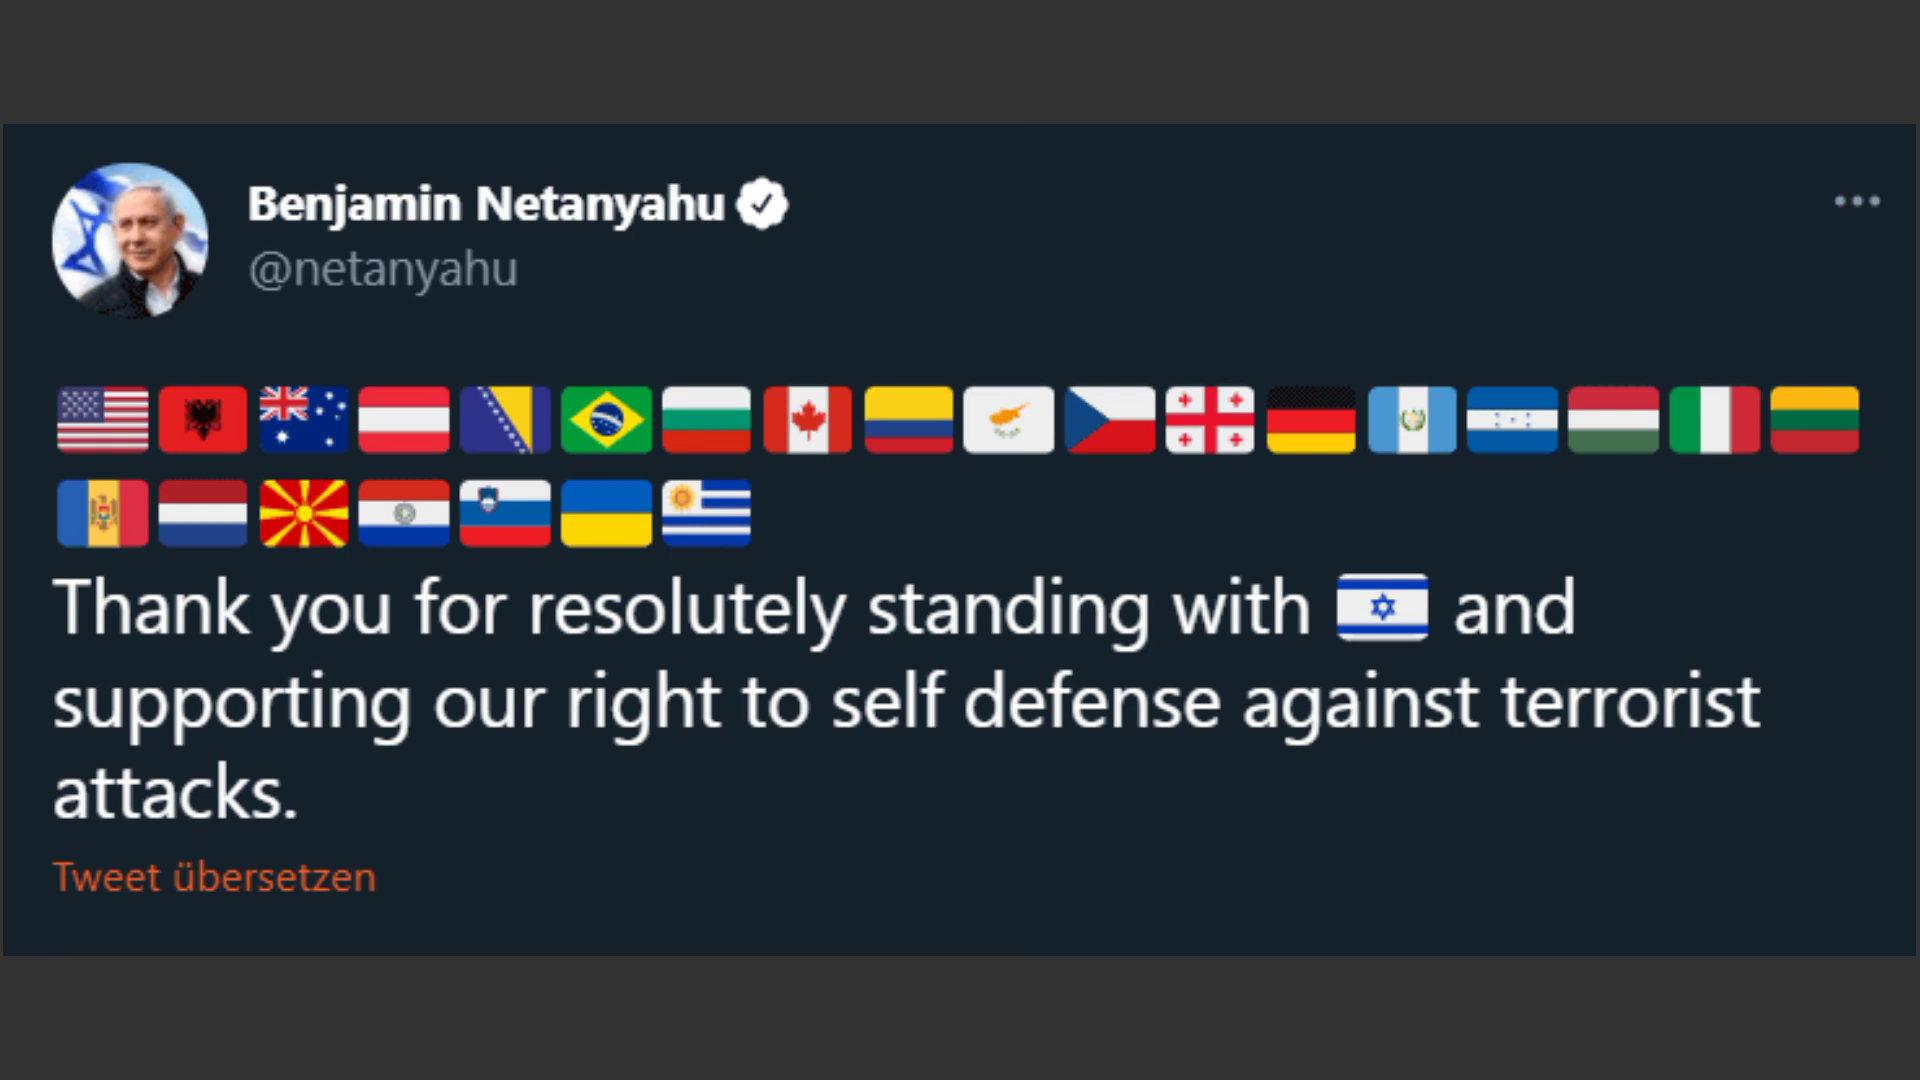 Benjamin Netanyahu
@netanyahu
🇺🇸🇦🇱🇦🇺🇦🇹🇧🇦🇧🇷🇧🇬🇨🇦🇨🇴🇨🇾🇨🇿🇬🇪🇩🇪🇬🇹🇭🇳🇭🇺🇮🇹🇱🇹
🇲🇩🇳🇱🇲🇰🇵🇾🇸🇮🇺🇦🇺🇾
Thank you for resolutely standing with 🇮🇱 and
supporting our right to self defense against terrorist
attacks.
Tweet übersetzen